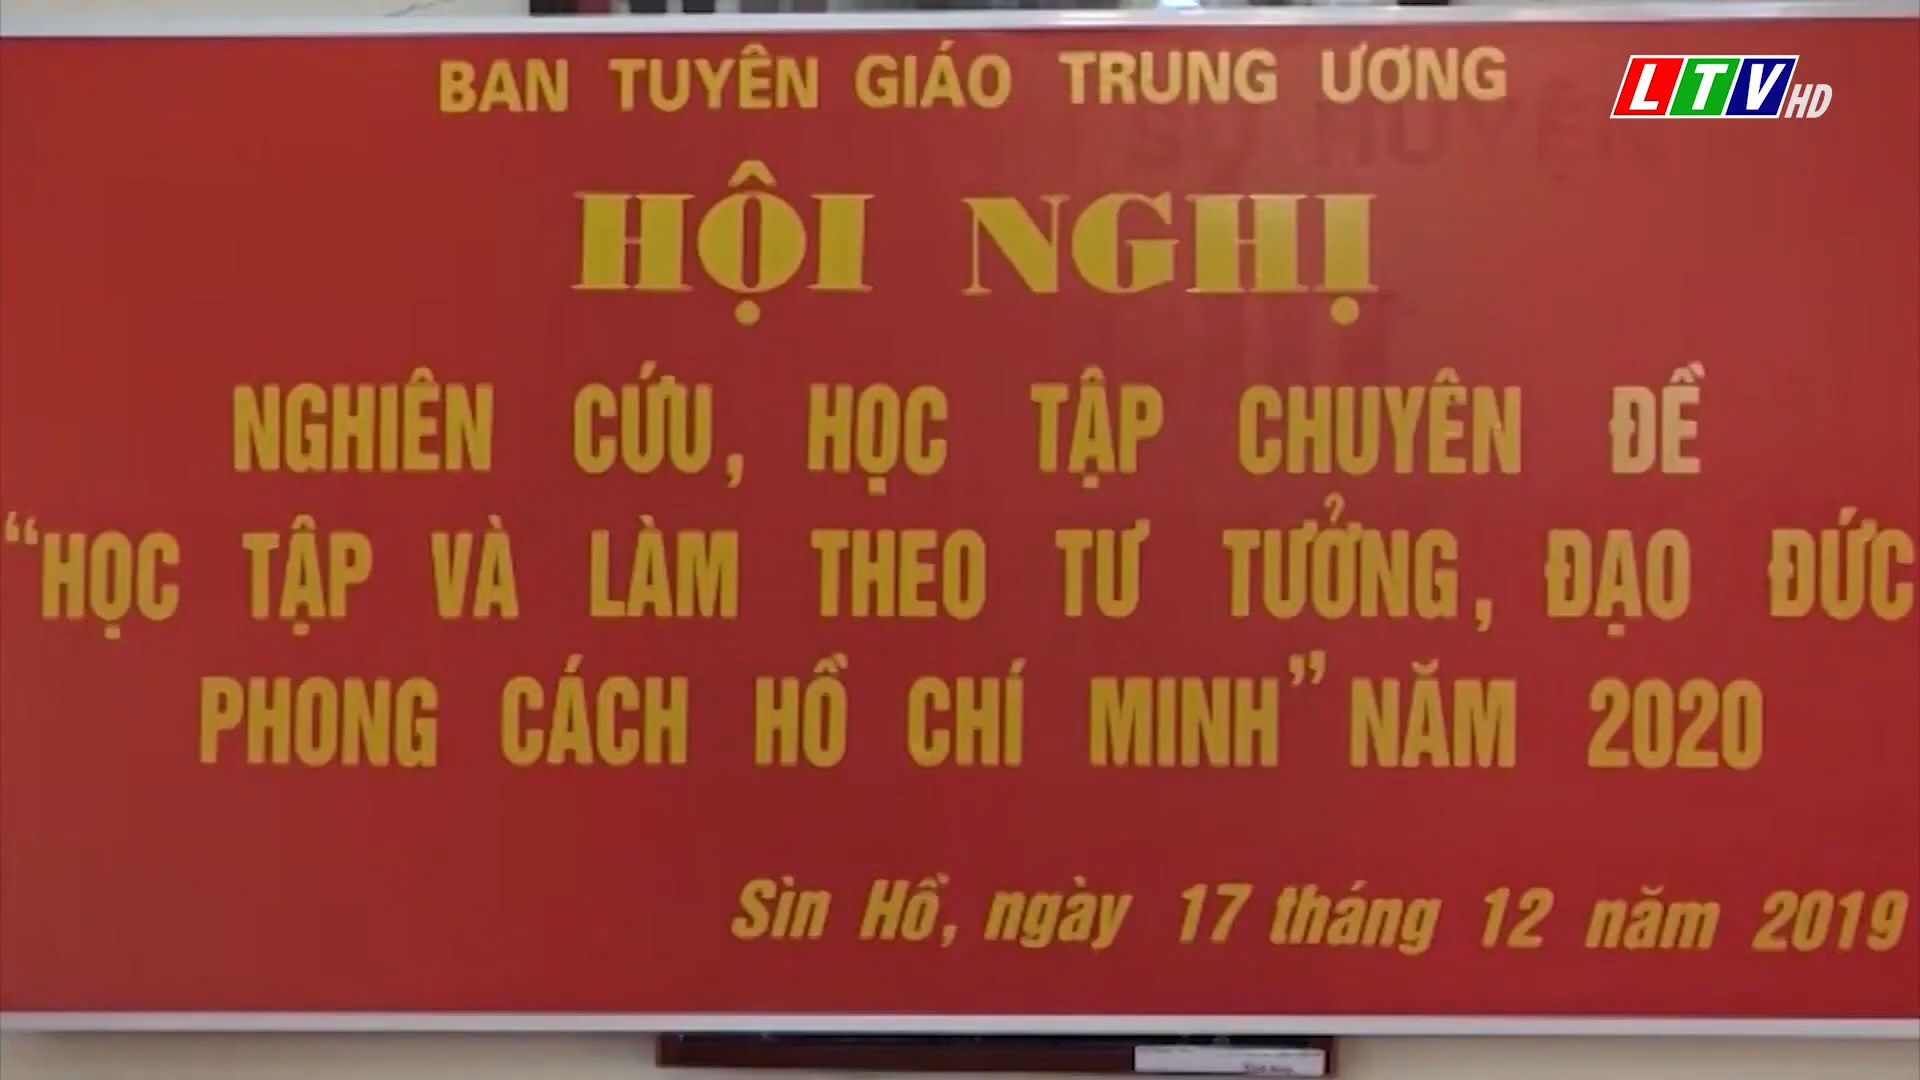 BAN TUYÊN GIÁO TRUNG ƯƠNG
LTV HD
HỘI NGHỊ
NGHIÊN CỨU, HỌC TẬP CHUYÊN ĐỀ
“HỌC TẬP VÀ LÀM THEO TƯ TƯỞNG, ĐẠO ĐỨC
PHONG CÁCH HỒ CHÍ MINH” NĂM 2020
Sìn Hồ, ngày 17 tháng 12 năm 2019